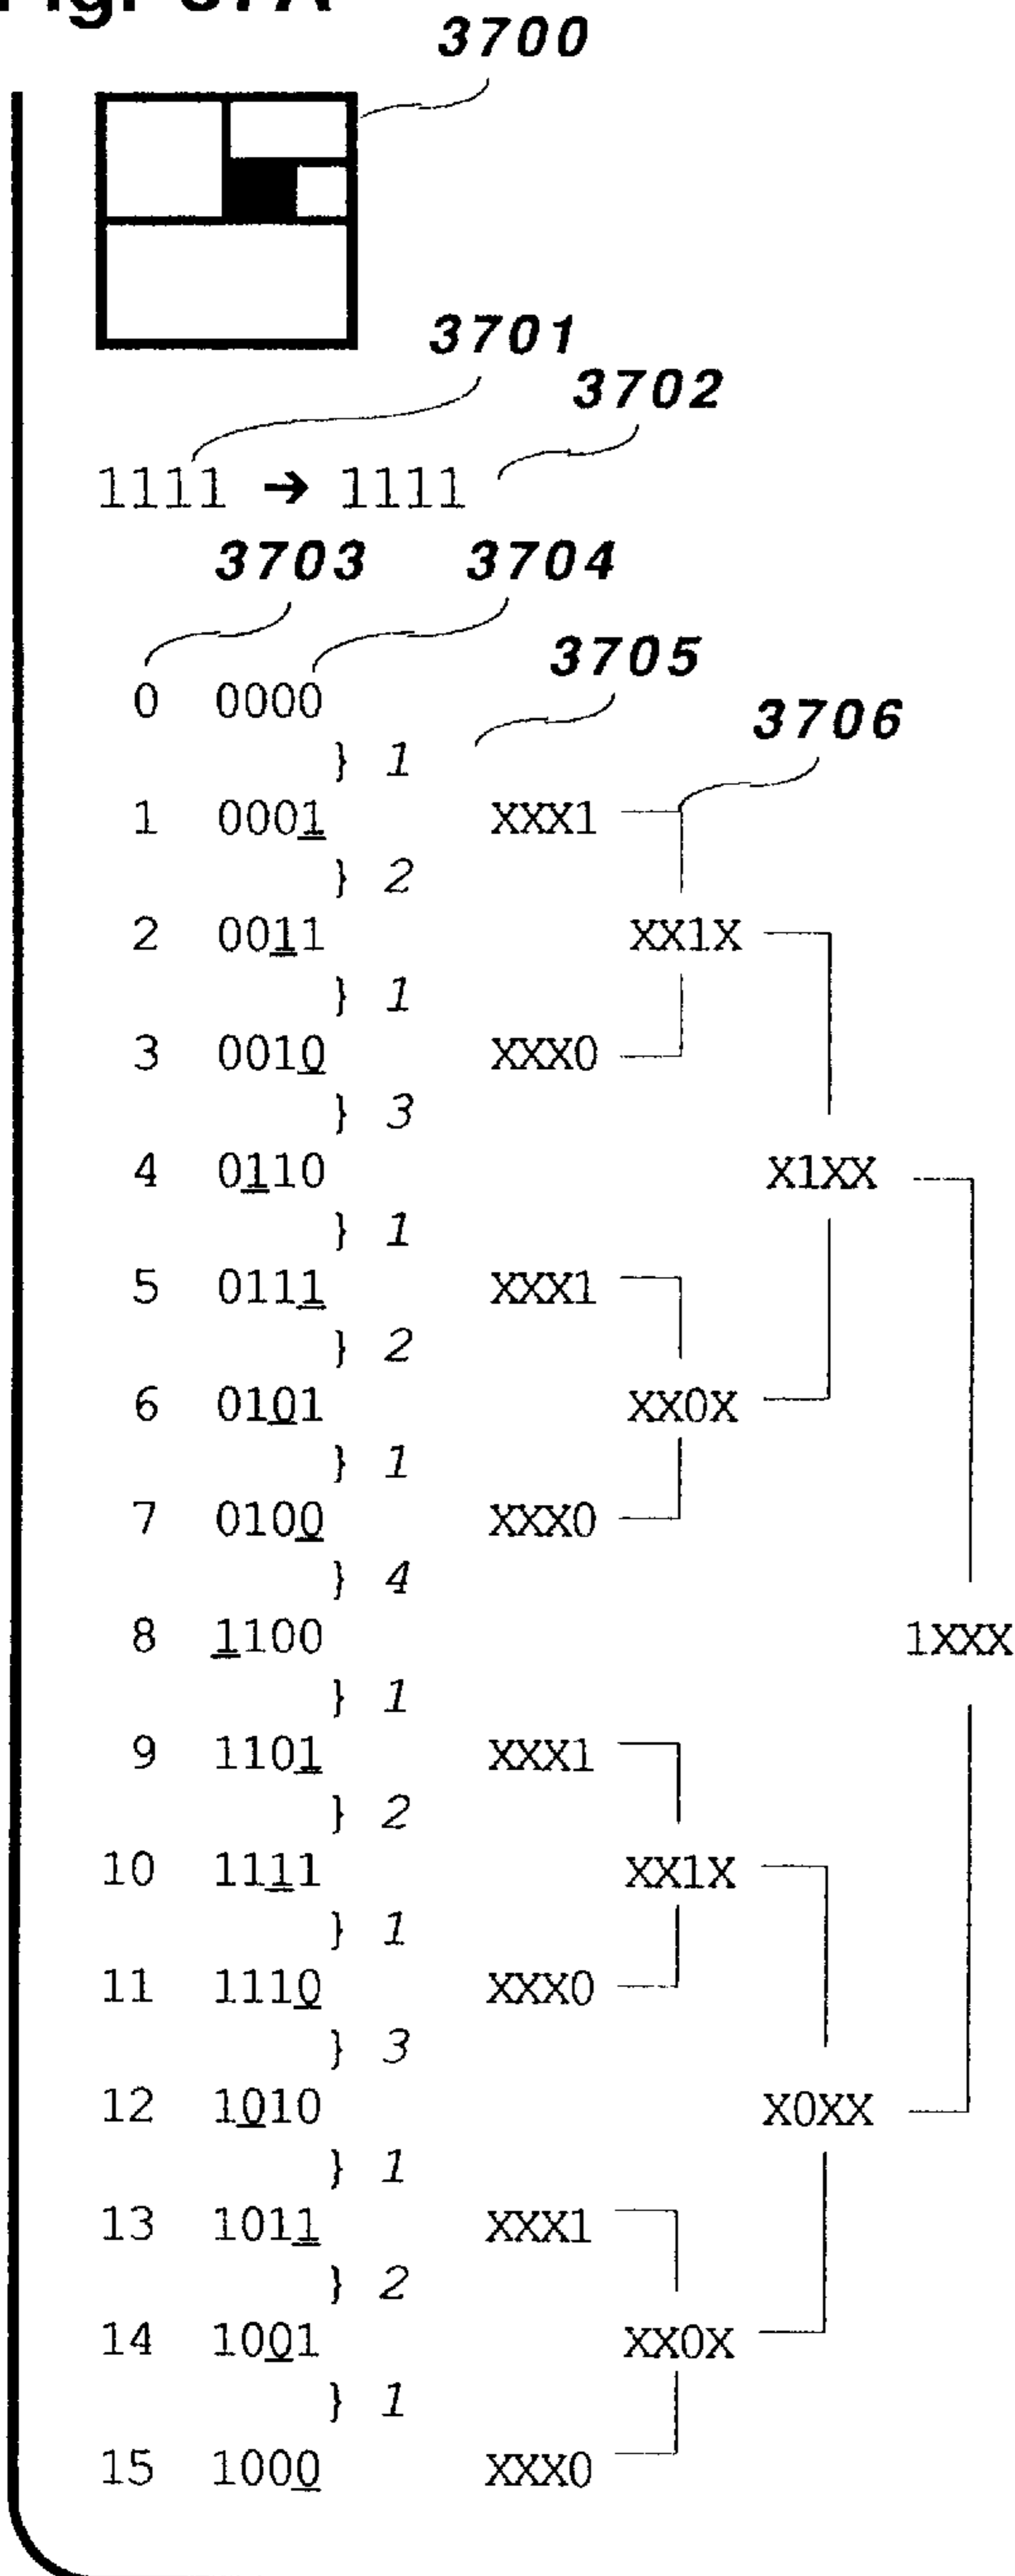 3700
3701
3702
1111 → 1111
3703 3704
3705
0 0000
3706
} 1
1 0001 XXX1
} 2
2 0011 XX1X
} 1
3 0010 XXX0
} 3
4 0110 X1XX
} 1
5 0111 XXX1
} 2
6 0101 XX0X
} 1
7 0100 XXX0
} 4
8 1100 1XXX
} 1
9 1101 XXX1
} 2
10 1111 XX1X
} 1
11 1110 XXX0
} 3
12 1010 X0XX
} 1
13 1011 XXX1
} 2
14 1001 XX0X
} 1
15 1000 XXX0